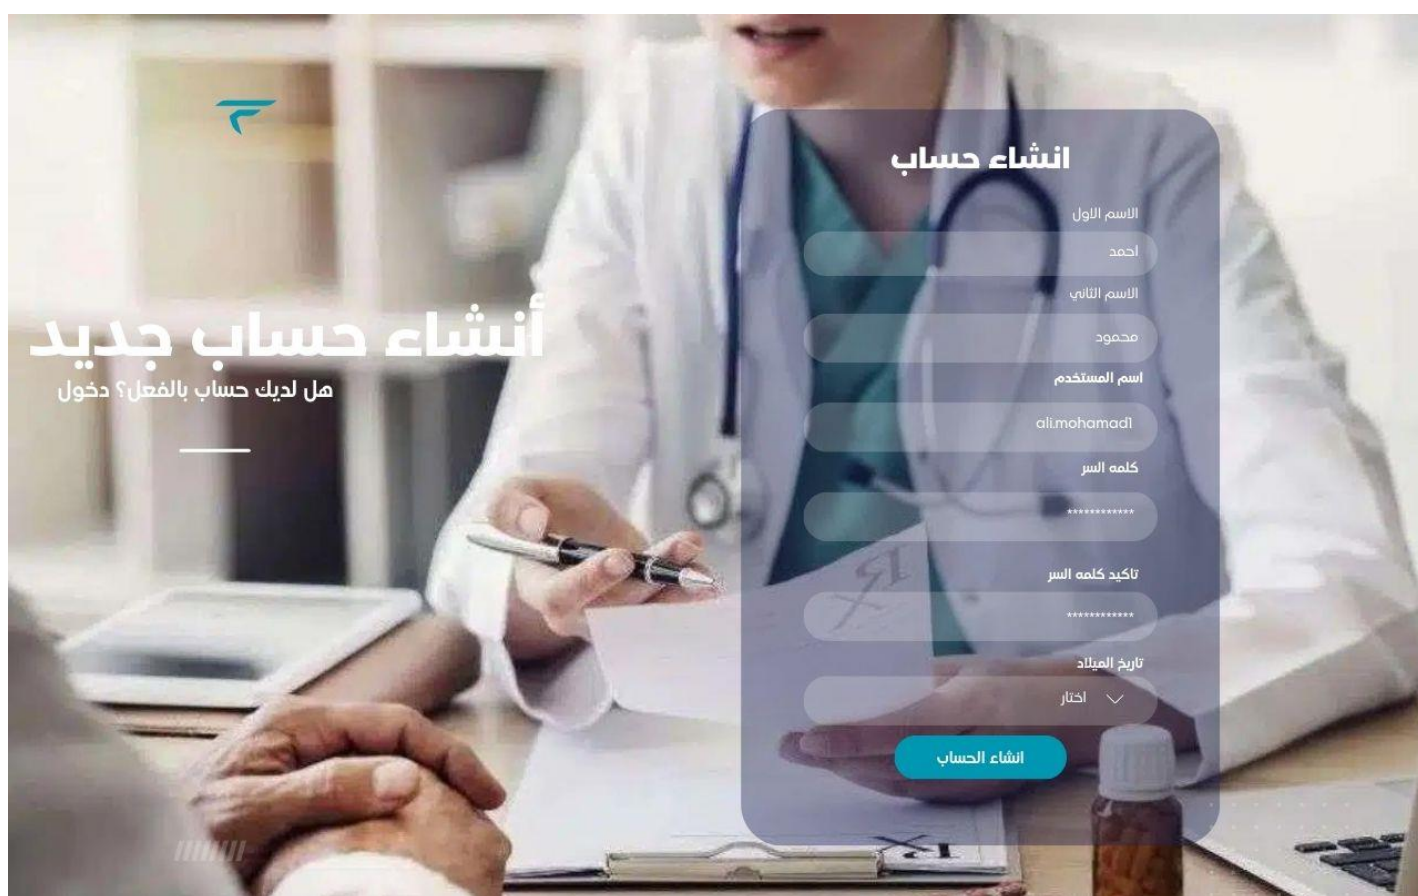 انشاء حساب
الاسم الاول
احمد
الاسم الثاني
محمود
اسم المستخدم
ali.mohamad1
كلمه السر
************
تاكيد كلمه السر
************
تاريخ الميلاد
اختار
انشاء الحساب
أنشاء حساب جديد
هل لديك حساب بالفعل؟ دخول